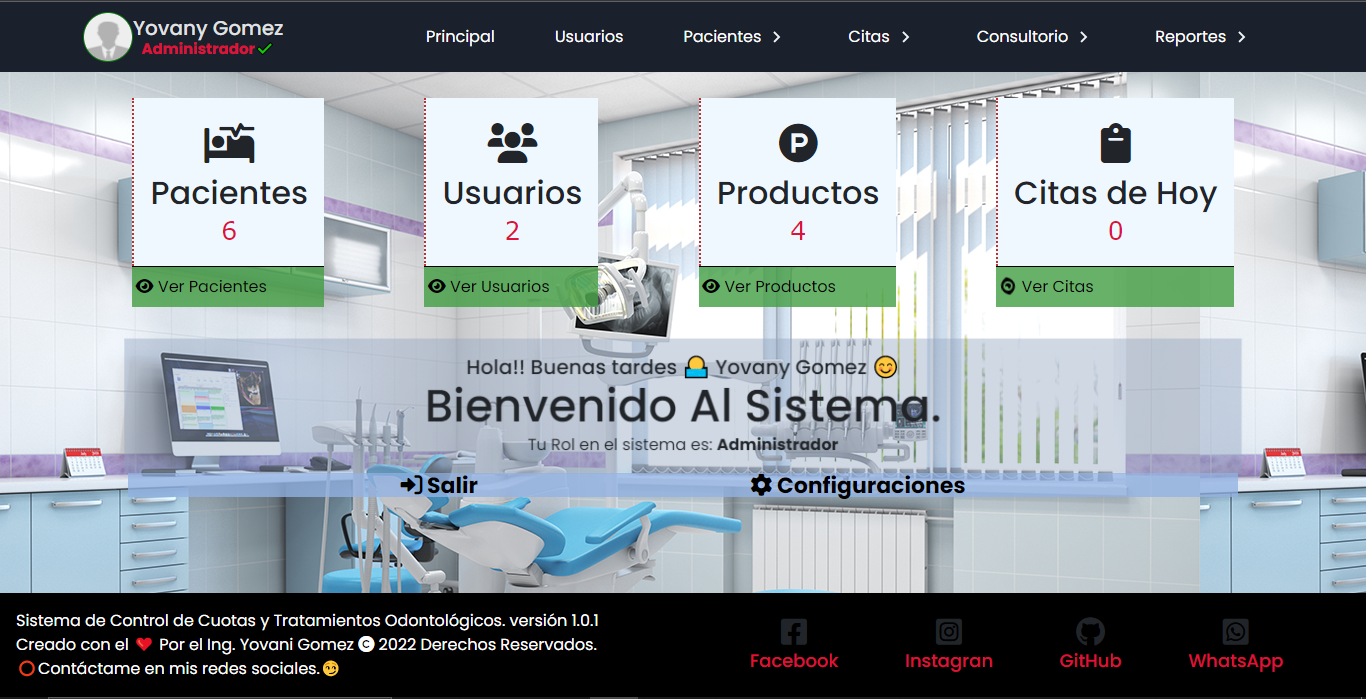 Yovany Gomez
Administrador
Principal
Usuarios
Pacientes
Citas
Consultorio
Reportes
Pacientes
6
Ver Pacientes
Usuarios
2
Ver Usuarios
P
Productos
4
Ver Productos
Citas de Hoy
0
Ver Citas
Hola!! Buenas tardes Yovany Gomez 😊
Bienvenido Al Sistema.
Tu Rol en el sistema es: Administrador
Salir
Configuraciones
Sistema de Control de Cuotas y Tratamientos Odontológicos. versión 1.0.1
Creado con el ❤️ Por el Ing. Yovani Gomez © 2022 Derechos Reservados.
⭕Contáctame en mis redes sociales.😏
Facebook
Instagran
GitHub
WhatsApp